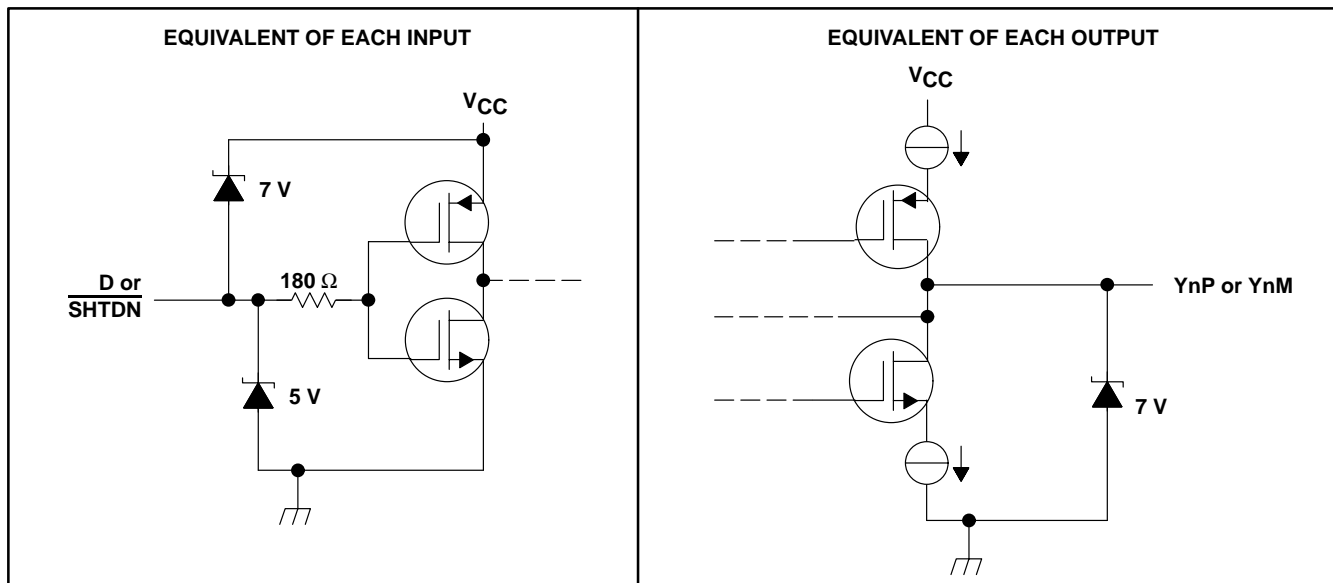 EQUIVALENT OF EACH INPUT
VCC
7 V
D or
SHTDN
180 Ω
5 V
EQUIVALENT OF EACH OUTPUT
VCC
YnP or YnM
7 V